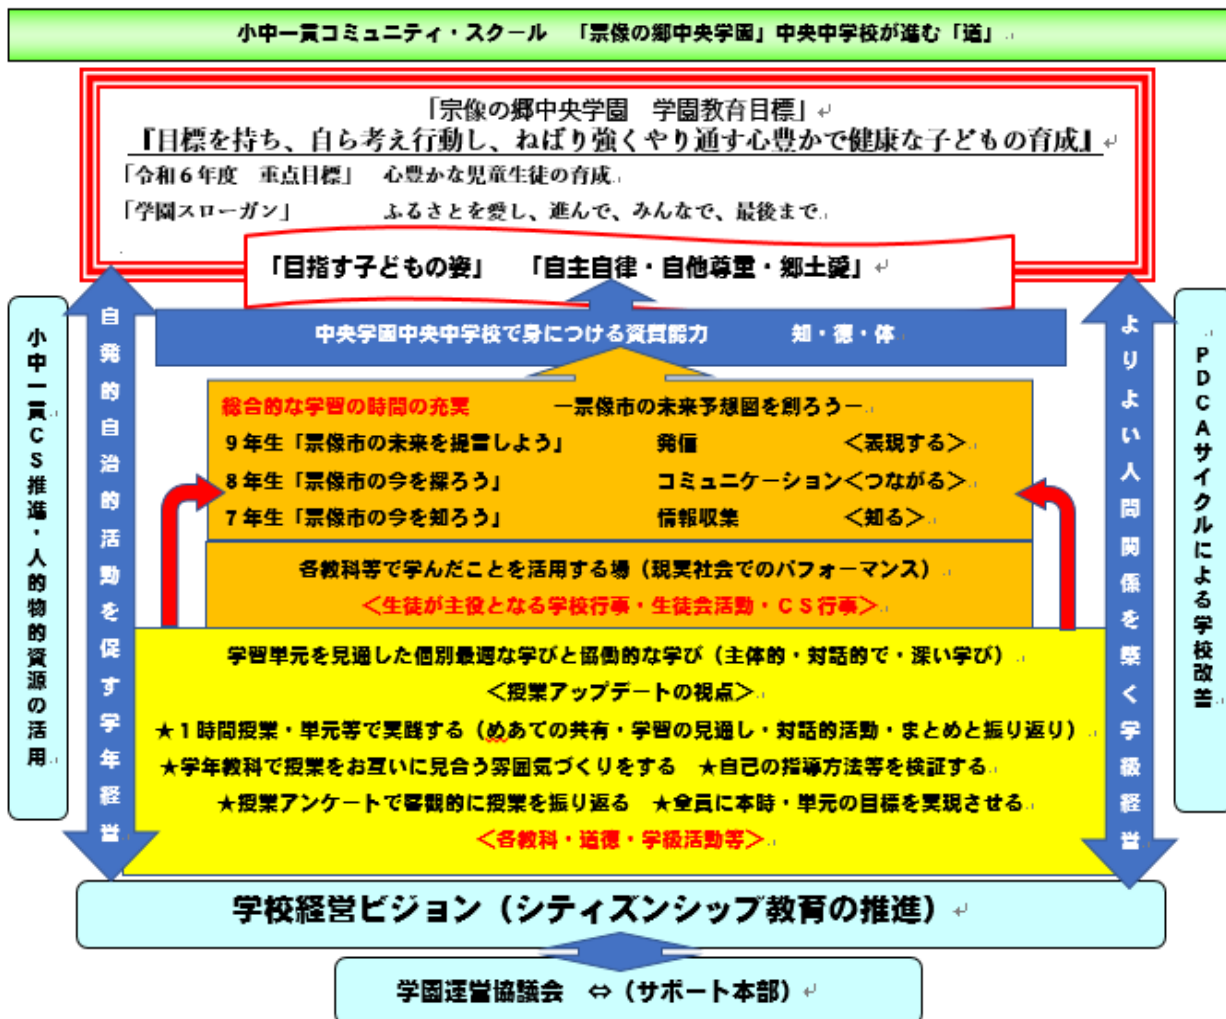 小中一貫コミュニティ・スクール　「宗像の郷中央学園」中央中学校が進む「道」
「宗像の郷中央学園　学園教育目標」
『目標を持ち、自ら考え行動し、ねばり強くやり通す心豊かで健康な子どもの育成』
「令和６年度　重点目標」　心豊かな児童生徒の育成
「学園スローガン」　ふるさとを愛し、進んで、みんなで、最後まで
「目指す子どもの姿」　「自主自律・自他尊重・郷土愛」
中央学園中央中学校で身につける資質能力　知・徳・体
小中一貫ＣＳ推進・人的物的資源の活用
自発的自治的活動を促す学年経営
総合的な学習の時間の充実　―宗像市の未来予想図を創ろう―
９年生「宗像市の未来を提言しよう」　発信　＜表現する＞
８年生「宗像市の今を探ろう」　コミュニケーション＜つながる＞
７年生「宗像市の今を知ろう」　情報収集　＜知る＞
各教科等で学んだことを活用する場（現実社会でのパフォーマンス）
＜生徒が主役となる学校行事・生徒会活動・ＣＳ行事＞
学習単元を見通した個別最適な学びと協働的な学び（主体的・対話的で・深い学び）
＜授業アップデートの視点＞
★１時間授業・単元等で実践する（めあての共有・学習の見通し・対話的活動・まとめと振り返り）
★学年教科で授業をお互いに見合う雰囲気づくりをする　★自己の指導方法等を検証する
★授業アンケートで客観的に授業を振り返る　★全員に本時・単元の目標を実現させる
＜各教科・道徳・学級活動等＞
よりよい人間関係を築く学級経営
ＰＤＣＡサイクルによる学校改善
学校経営ビジョン（シティズンシップ教育の推進）
学園運営協議会　⇔（サポート本部）